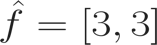 f̂ = [3, 3]